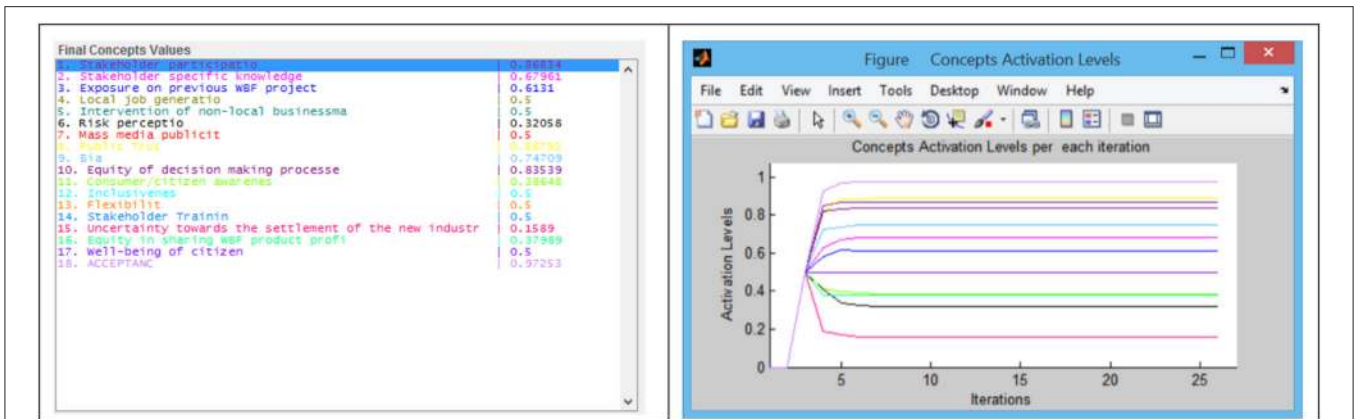 Final Concepts Values
1. Stakeholder participatio | 0.86834
2. Stakeholder specific knowledge | 0.67961
3. Exposure on previous WBF project | 0.6131
4. Local job generatio | 0.5
5. Intervention of non-local businessma | 0.5
6. Risk perceptio | 0.32058
7. Mass media publicit | 0.5
8. Public Trus
9. Bia | 0.74709
10. Equity of decision making processe | 0.83539
11. Consumer/citizen awarenes | 0.38648
12. Inclusivenes | 0.5
13. Flexibilit | 0.5
14. Stakeholder Trainin | 0.5
15. Uncertainty towards the settlement of the new industr | 0.1589
16. Equity in sharing WBF product profi | 0.37989
17. Well-being of citizen | 0.5
18. ACCEPTANC | 0.97253
Figure Concepts Activation Levels
File Edit View Insert Tools Desktop Window Help
Concepts Activation Levels per each iteration
1
0.8
0.6
0.4
0.2
0
Activation Levels
5 10 15 20 25
Iterations